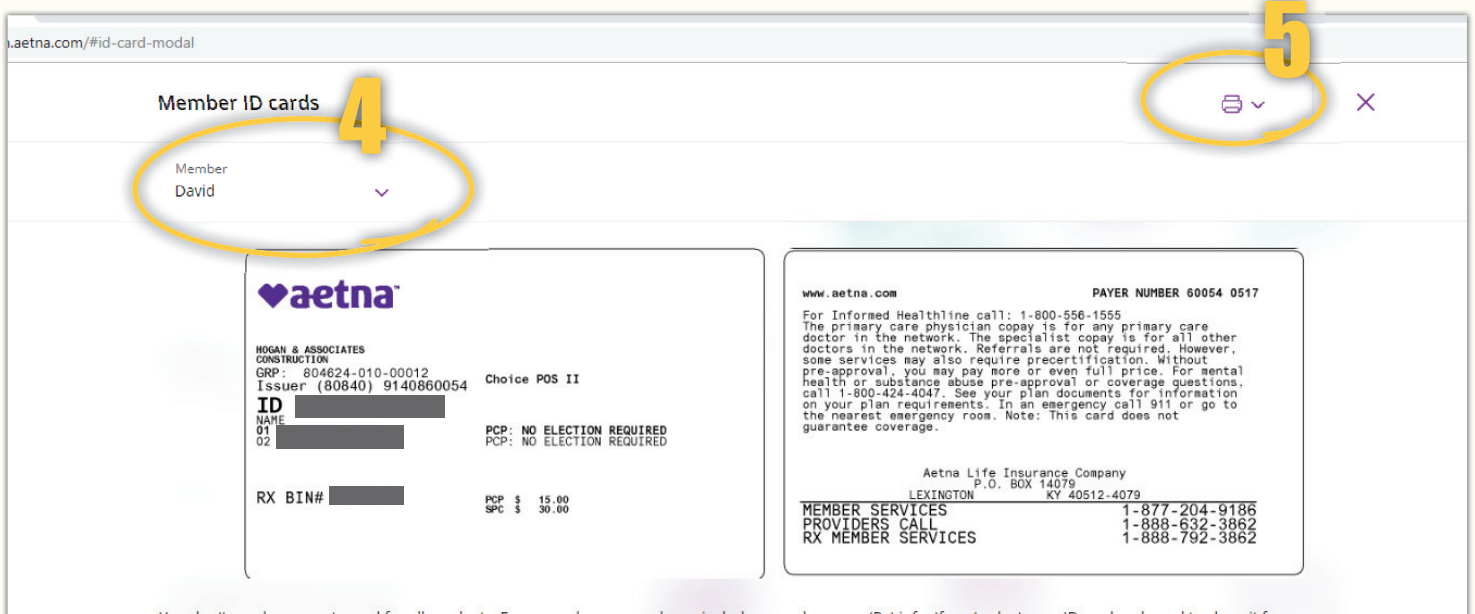 5
n.aetna.com/#id-card-modal
4
Member ID cards
Member
David
aetna
HOGAN & ASSOCIATES
CONSTRUCTION
GRP: 804624-010-00012
Issuer (80840) 9140860054
Choice POS II
ID
NAME
01
02
PCP: NO ELECTION REQUIRED
PCP: NO ELECTION REQUIRED
RX BIN#
PCP $ 15.00
SPC $ 30.00
www.aetna.com PAYER NUMBER 60054 0517
For Informed Healthline call: 1-800-556-1555
The primary care physician copay is for any primary care
doctor in the network. The specialist copay is for all other
doctors in the network. Referrals are not required. However,
some services may also require precertification. Without
pre-approval, you may pay more or even full price. For mental
health or substance abuse pre-approval or coverage questions,
call 1-800-424-4047. See your plan documents for information
on your plan requirements. In an emergency call 911 or go to
the nearest emergency room. Note: This card does not
guarantee coverage.
Aetna Life Insurance Company
P.O. BOX 14079
LEXINGTON KY 40512-4079
MEMBER SERVICES 1-877-204-9186
PROVIDERS CALL 1-888-632-3862
RX MEMBER SERVICES 1-888-792-3862